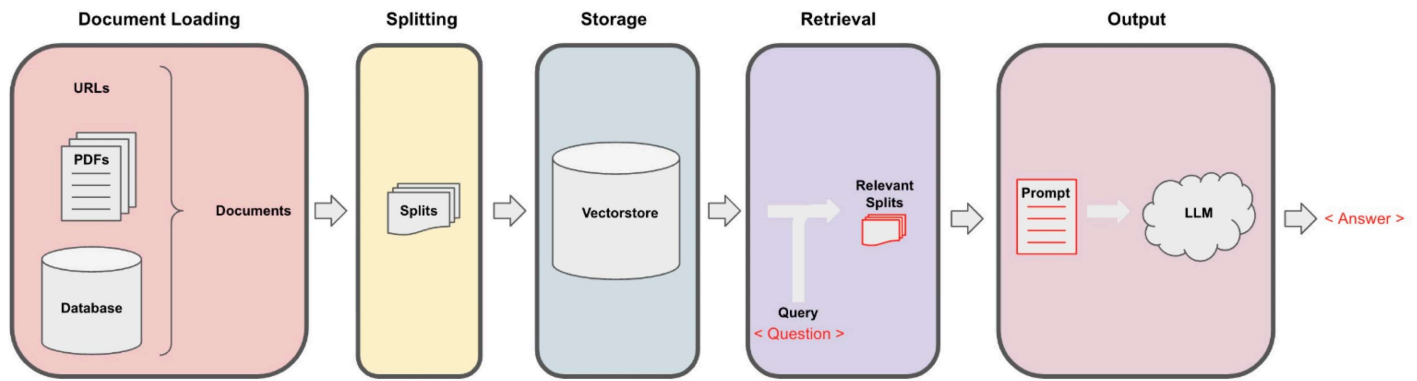 Document Loading
Splitting
Storage
Retrieval
Output
URLs
PDFs
Database
Documents
Splits
Vectorstore
Relevant
Splits
Query
< Question >
Prompt
LLM
< Answer >